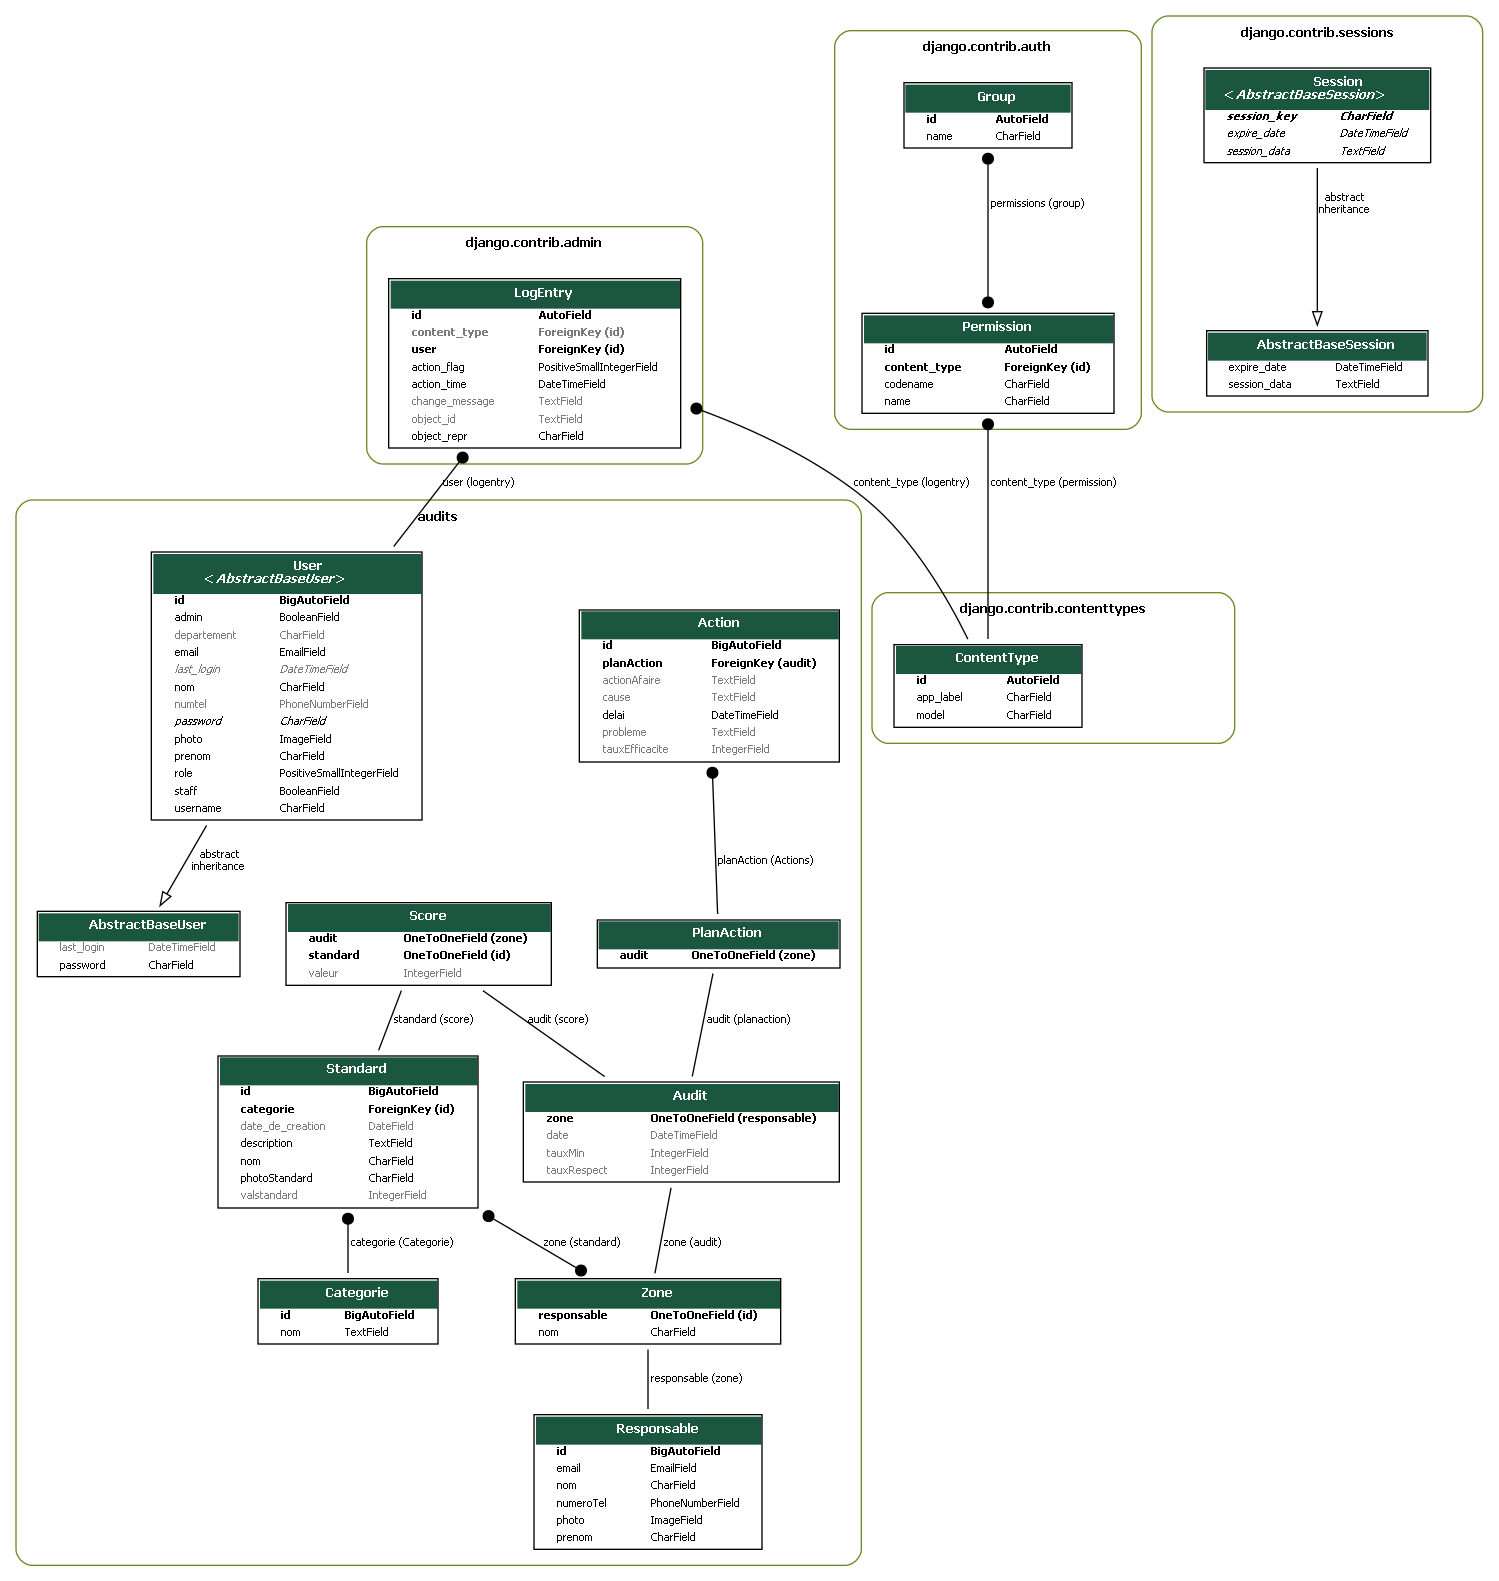 django.contrib.sessions
Session
<AbstractBaseSession>
session_key CharField
expire_date DateTimeField
session_data TextField
abstract
nheritance
AbstractBaseSession
expire_date DateTimeField
session_data TextField
django.contrib.auth
Group
id AutoField
name CharField
permissions (group)
Permission
id AutoField
content_type ForeignKey (id)
codename CharField
name CharField
django.contrib.admin
LogEntry
id AutoField
content_type ForeignKey (id)
user ForeignKey (id)
action_flag PositiveSmallIntegerField
action_time DateTimeField
change_message TextField
object_id TextField
object_repr CharField
user (logentry)
content_type (logentry)
content_type (permission)
django.contrib.contenttypes
ContentType
id AutoField
app_label CharField
model CharField
audits
User
<AbstractBaseUser>
id BigAutoField
admin BooleanField
departement CharField
email EmailField
last_login DateTimeField
nom CharField
numtel PhoneNumberField
password CharField
photo ImageField
prenom CharField
role PositiveSmallIntegerField
staff BooleanField
username CharField
abstract
inheritance
AbstractBaseUser
last_login DateTimeField
password CharField
Action
id BigAutoField
planAction ForeignKey (audit)
actionAfaire TextField
cause TextField
delai DateTimeField
probleme TextField
tauxEfficacite IntegerField
planAction (Actions)
Score
audit OneToOneField (zone)
standard OneToOneField (id)
valeur IntegerField
PlanAction
audit OneToOneField (zone)
standard (score)
audit (score)
audit (planaction)
Standard
id BigAutoField
categorie ForeignKey (id)
date_de_creation DateField
description TextField
nom CharField
photoStandard CharField
valstandard IntegerField
Audit
zone OneToOneField (responsable)
date DateTimeField
tauxMin IntegerField
tauxRespect IntegerField
categorie (Categorie)
zone (standard)
zone (audit)
Categorie
id BigAutoField
nom TextField
Zone
responsable OneToOneField (id)
nom CharField
responsable (zone)
Responsable
id BigAutoField
email EmailField
nom CharField
numeroTel PhoneNumberField
photo ImageField
prenom CharField